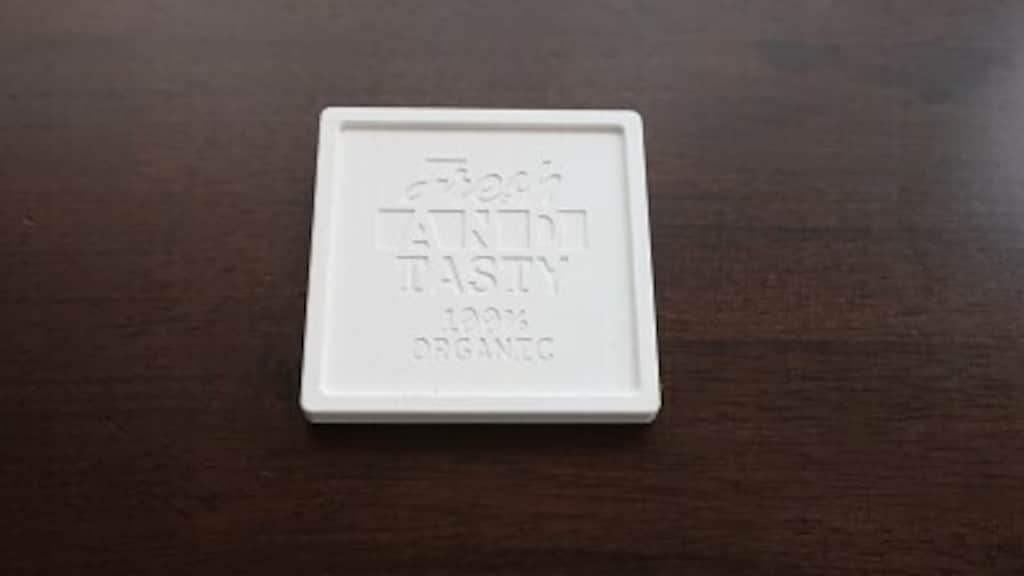 Fresh
AND
TASTY
100%
ORGANIC